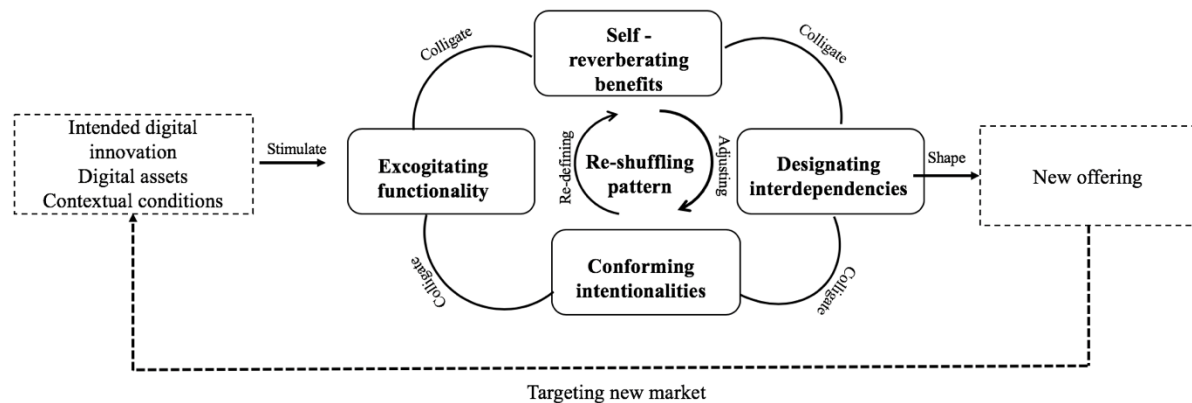 Intended digital
innovation
Digital assets
Contextual conditions
Stimulate
Excogitating
functionality
Colligate
Self -
reverberating
benefits
Colligate
Re-defining
Re-shuffling
pattern
Adjusting
Designating
interdependencies
Colligate
Conforming
intentionalities
Colligate
Shape
New offering
Targeting new market